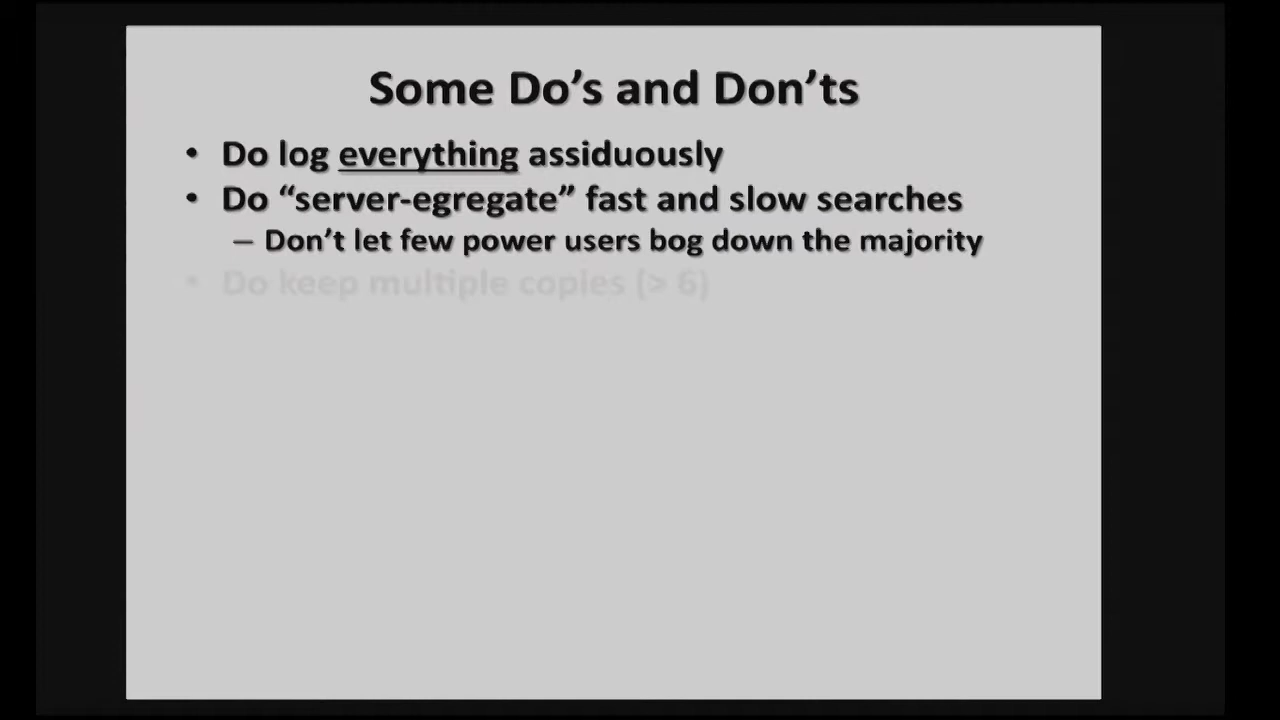 Some Do’s and Don’ts
• Do log everything assiduously
• Do “server-egregate” fast and slow searches
– Don’t let few power users bog down the majority
• Do keep multiple copies (> 6)